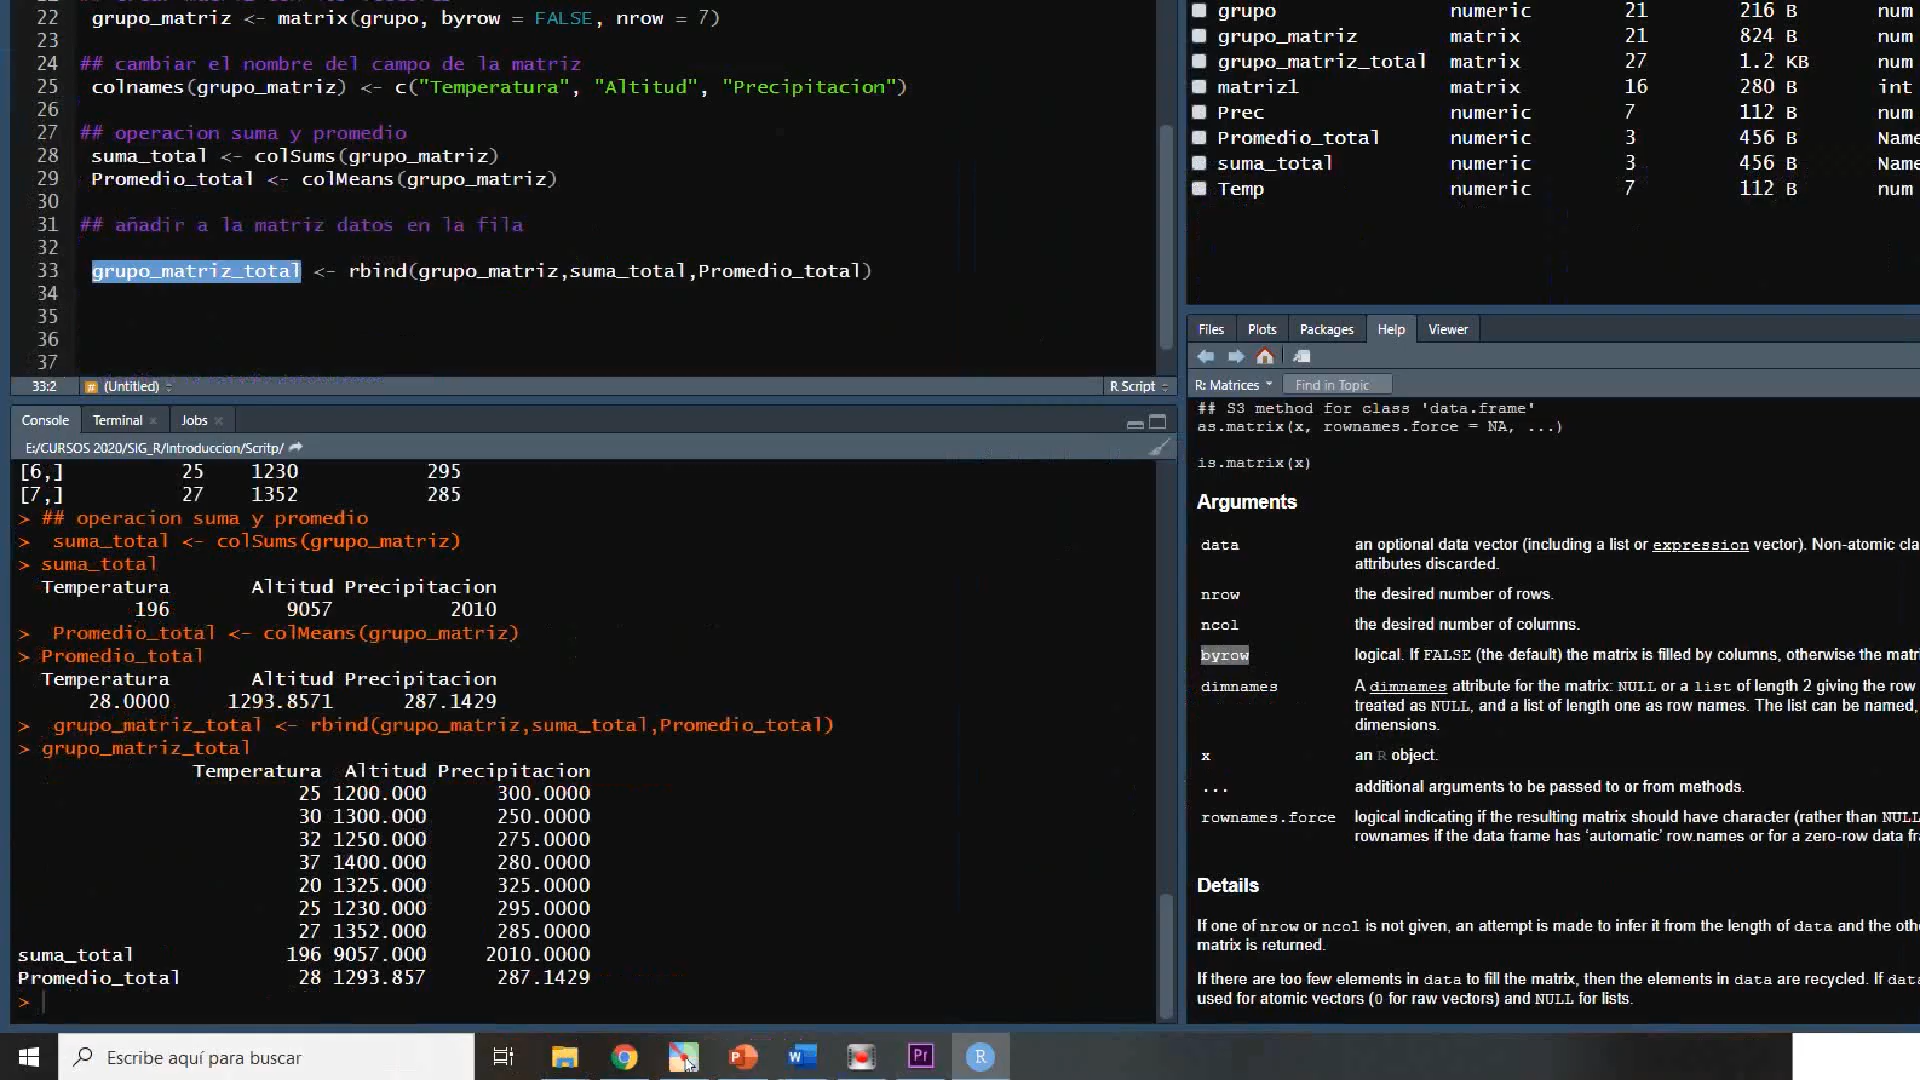 22 grupo_matriz <- matrix(grupo, byrow = FALSE, nrow = 7)
23
24 ## cambiar el nombre del campo de la matriz
25 colnames(grupo_matriz) <- c("Temperatura", "Altitud", "Precipitacion")
26
27 ## operacion suma y promedio
28 suma_total <- colSums(grupo_matriz)
29 Promedio_total <- colMeans(grupo_matriz)
30
31 ## añadir a la matriz datos en la fila
32
33 grupo_matriz_total <- rbind(grupo_matriz,suma_total,Promedio_total)
34
35
36
37
33:2 (Untitled) R Script
Console Terminal Jobs
E:/CURSOS 2020/SIG_R/Introduccion/Scritp/
[6,] 25 1230 295
[7,] 27 1352 285
> ## operacion suma y promedio
> suma_total <- colSums(grupo_matriz)
> suma_total
Temperatura Altitud Precipitacion
196 9057 2010
> Promedio_total <- colMeans(grupo_matriz)
> Promedio_total
Temperatura Altitud Precipitacion
28.0000 1293.8571 287.1429
> grupo_matriz_total <- rbind(grupo_matriz,suma_total,Promedio_total)
> grupo_matriz_total
Temperatura Altitud Precipitacion
25 1200.000 300.0000
30 1300.000 250.0000
32 1250.000 275.0000
37 1400.000 280.0000
20 1325.000 325.0000
25 1230.000 295.0000
27 1352.000 285.0000
suma_total 196 9057.000 2010.0000
Promedio_total 28 1293.857 287.1429
>
grupo numeric 21 216 B num
grupo_matriz matrix 21 824 B num
grupo_matriz_total matrix 27 1.2 KB num
matriz1 matrix 16 280 B int
Prec numeric 7 112 B num
Promedio_total numeric 3 456 B Name
suma_total numeric 3 456 B Name
Temp numeric 7 112 B num
Files Plots Packages Help Viewer
R: Matrices Find in Topic
## S3 method for class 'data.frame'
as.matrix(x, rownames.force = NA, ...)
is.matrix(x)
Arguments
data an optional data vector (including a list or expression vector). Non-atomic cla
attributes discarded.
nrow the desired number of rows.
ncol the desired number of columns.
byrow logical. If FALSE (the default) the matrix is filled by columns, otherwise the matri
dimnames A dimnames attribute for the matrix: NULL or a list of length 2 giving the row
treated as NULL, and a list of length one as row names. The list can be named,
dimensions.
x an R object.
... additional arguments to be passed to or from methods.
rownames.force logical indicating if the resulting matrix should have character (rather than NULL
rownames if the data frame has ‘automatic’ row.names or for a zero-row data fr
Details
If one of nrow or ncol is not given, an attempt is made to infer it from the length of data and the othe
matrix is returned.
If there are too few elements in data to fill the matrix, then the elements in data are recycled. If data
used for atomic vectors (0 for raw vectors) and NULL for lists.
Escribe aquí para buscar
P W Pr R